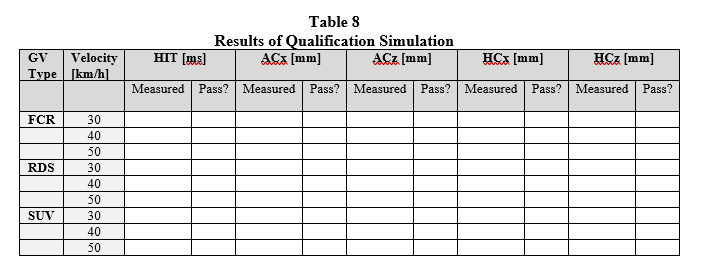 Table 8
Results of Qualification Simulation
GV Type Velocity [km/h] HIT [ms] ACx [mm] ACz [mm] HCx [mm] HCz [mm]
Measured Pass? Measured Pass? Measured Pass? Measured Pass? Measured Pass?
FCR 30
40
50
RDS 30
40
50
SUV 30
40
50